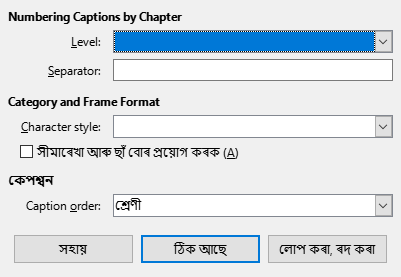 Numbering Captions by Chapter
Level:
Separator:
Category and Frame Format
Character style:
সীমাৰেখা আৰু ছাঁ বোৰ প্ৰয়োগ কৰক (A)
কেপশ্বন
Caption order: শ্ৰেণী
সহায় ঠিক আছে লোপ কৰা, ৰদ কৰা